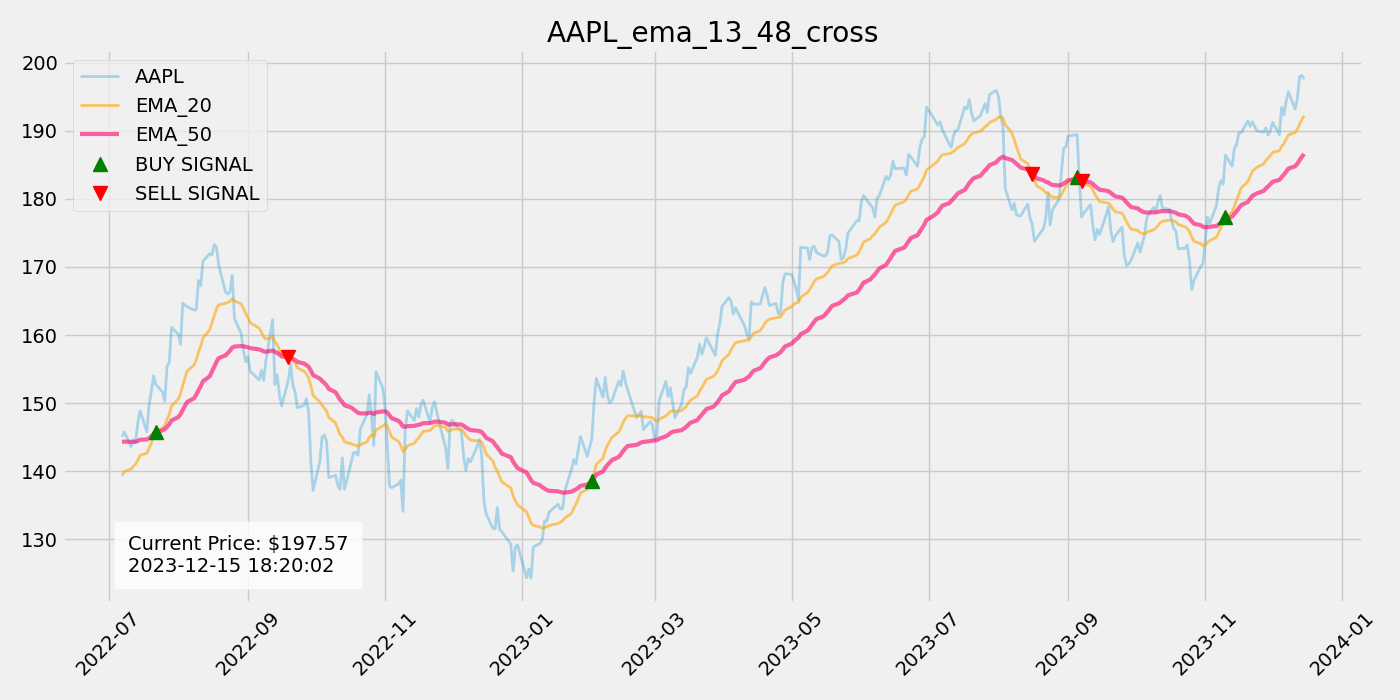 AAPL_ema_13_48_cross
200
190
180
170
160
150
140
130
AAPL
EMA_20
EMA_50
BUY SIGNAL
SELL SIGNAL
Current Price: $197.57
2023-12-15 18:20:02
2022-07
2022-09
2022-11
2023-01
2023-03
2023-05
2023-07
2023-09
2023-11
2024-01